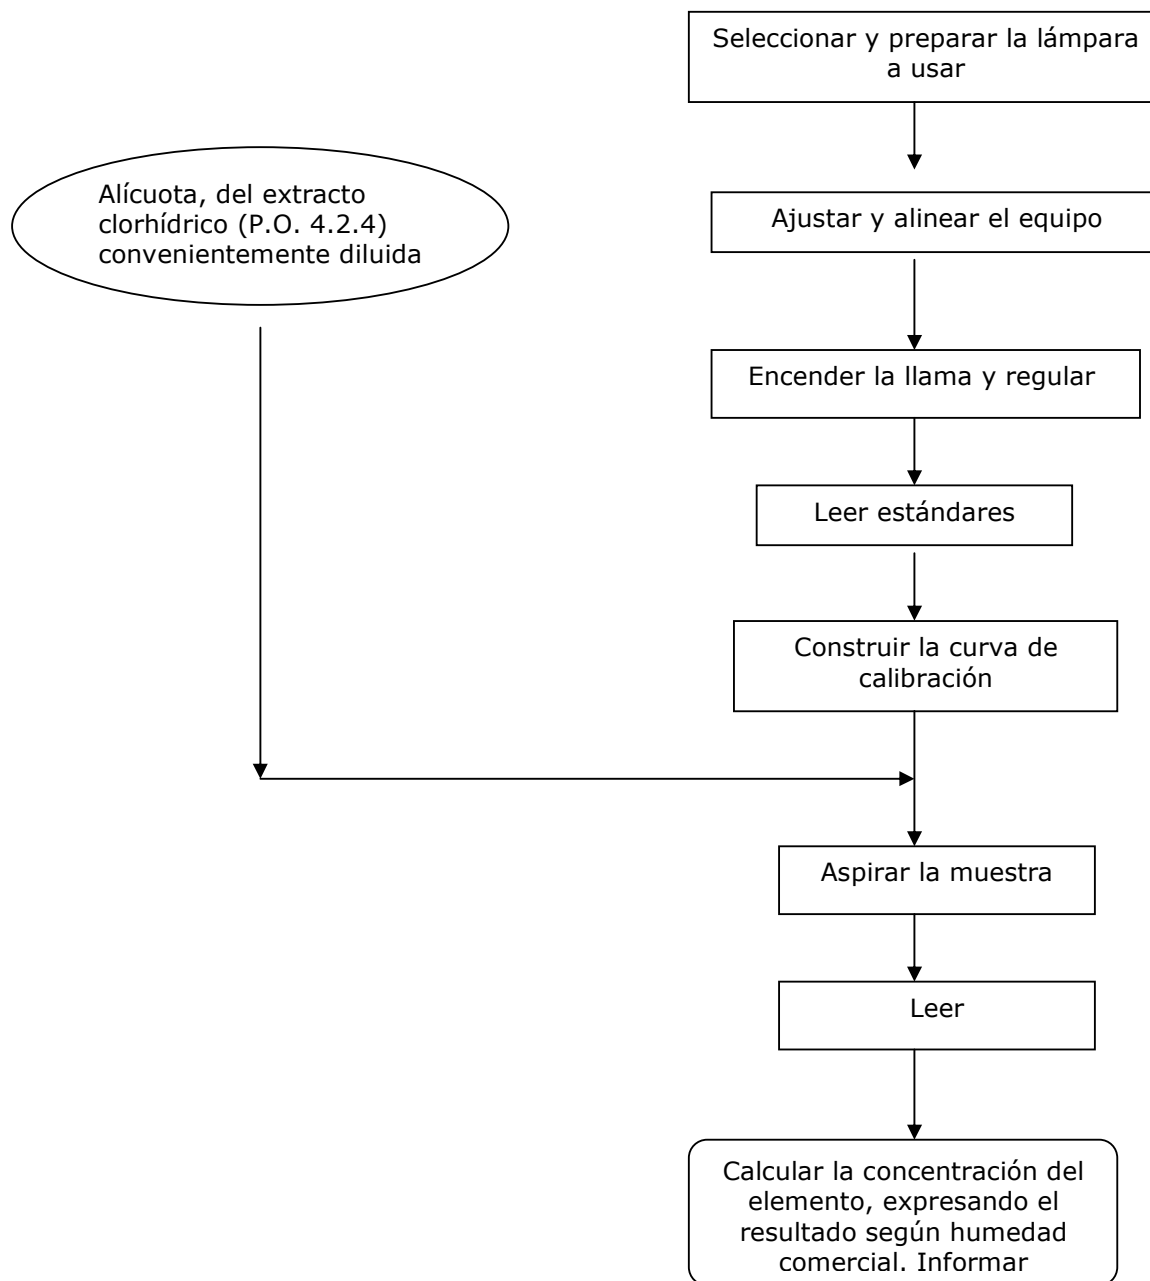 Seleccionar y preparar la lámpara
a usar
Alícuota, del extracto
clorhídrico (P.O. 4.2.4)
convenientemente diluida
Ajustar y alinear el equipo
Encender la llama y regular
Leer estándares
Construir la curva de
calibración
Aspirar la muestra
Leer
Calcular la concentración del
elemento, expresando el
resultado según humedad
comercial. Informar